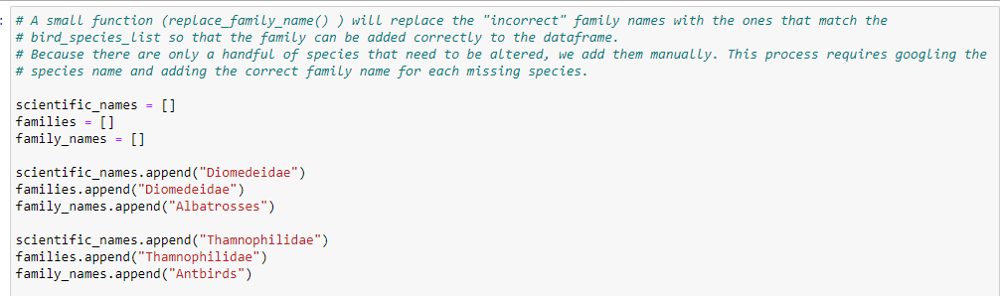 # A small function (replace_family_name() ) will replace the "incorrect" family names with the ones that match the
# bird_species_list so that the family can be added correctly to the dataframe.
# Because there are only a handful of species that need to be altered, we add them manually. This process requires googling the
# species name and adding the correct family name for each missing species.
scientific_names = []
families = []
family_names = []
scientific_names.append("Diomedeidae")
families.append("Diomedeidae")
family_names.append("Albatrosses")
scientific_names.append("Thamnophilidae")
families.append("Thamnophilidae")
family_names.append("Antbirds")